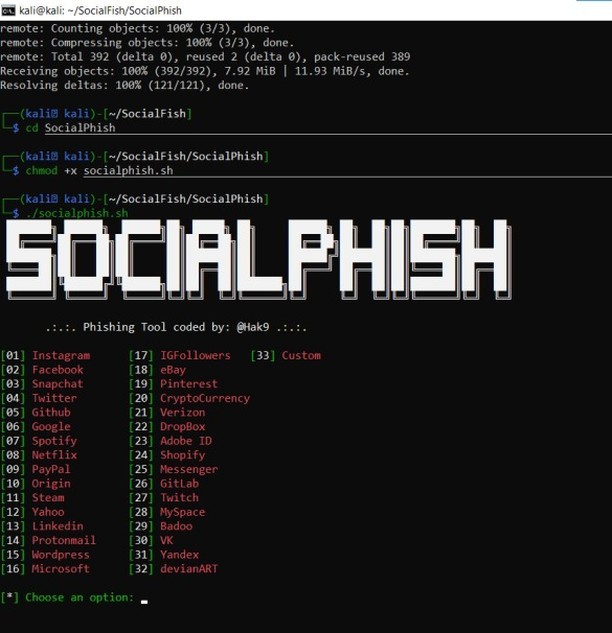 kali@kali: ~/SocialFish/SocialPhish
remote: Counting objects: 100% (3/3), done.
remote: Compressing objects: 100% (3/3), done.
remote: Total 392 (delta 0), reused 2 (delta 0), pack-reused 389
Receiving objects: 100% (392/392), 7.92 MiB | 11.93 MiB/s, done.
Resolving deltas: 100% (121/121), done.
(kali kali)-[~/SocialFish]
$ cd SocialPhish
(kali kali)-[~/SocialFish/SocialPhish]
$ chmod +x socialphish.sh
(kali kali)-[~/SocialFish/SocialPhish]
$ ./socialphish.sh
SOCIALPHISH
.:.:. Phishing Tool coded by: @Hak9 .:.:.
[01] Instagram [17] IGFollowers [33] Custom
[02] Facebook [18] eBay
[03] Snapchat [19] Pinterest
[04] Twitter [20] CryptoCurrency
[05] Github [21] Verizon
[06] Google [22] DropBox
[07] Spotify [23] Adobe ID
[08] Netflix [24] Shopify
[09] PayPal [25] Messenger
[10] Origin [26] GitLab
[11] Steam [27] Twitch
[12] Yahoo [28] MySpace
[13] Linkedin [29] Badoo
[14] Protonmail [30] VK
[15] Wordpress [31] Yandex
[16] Microsoft [32] devianART
[*] Choose an option: